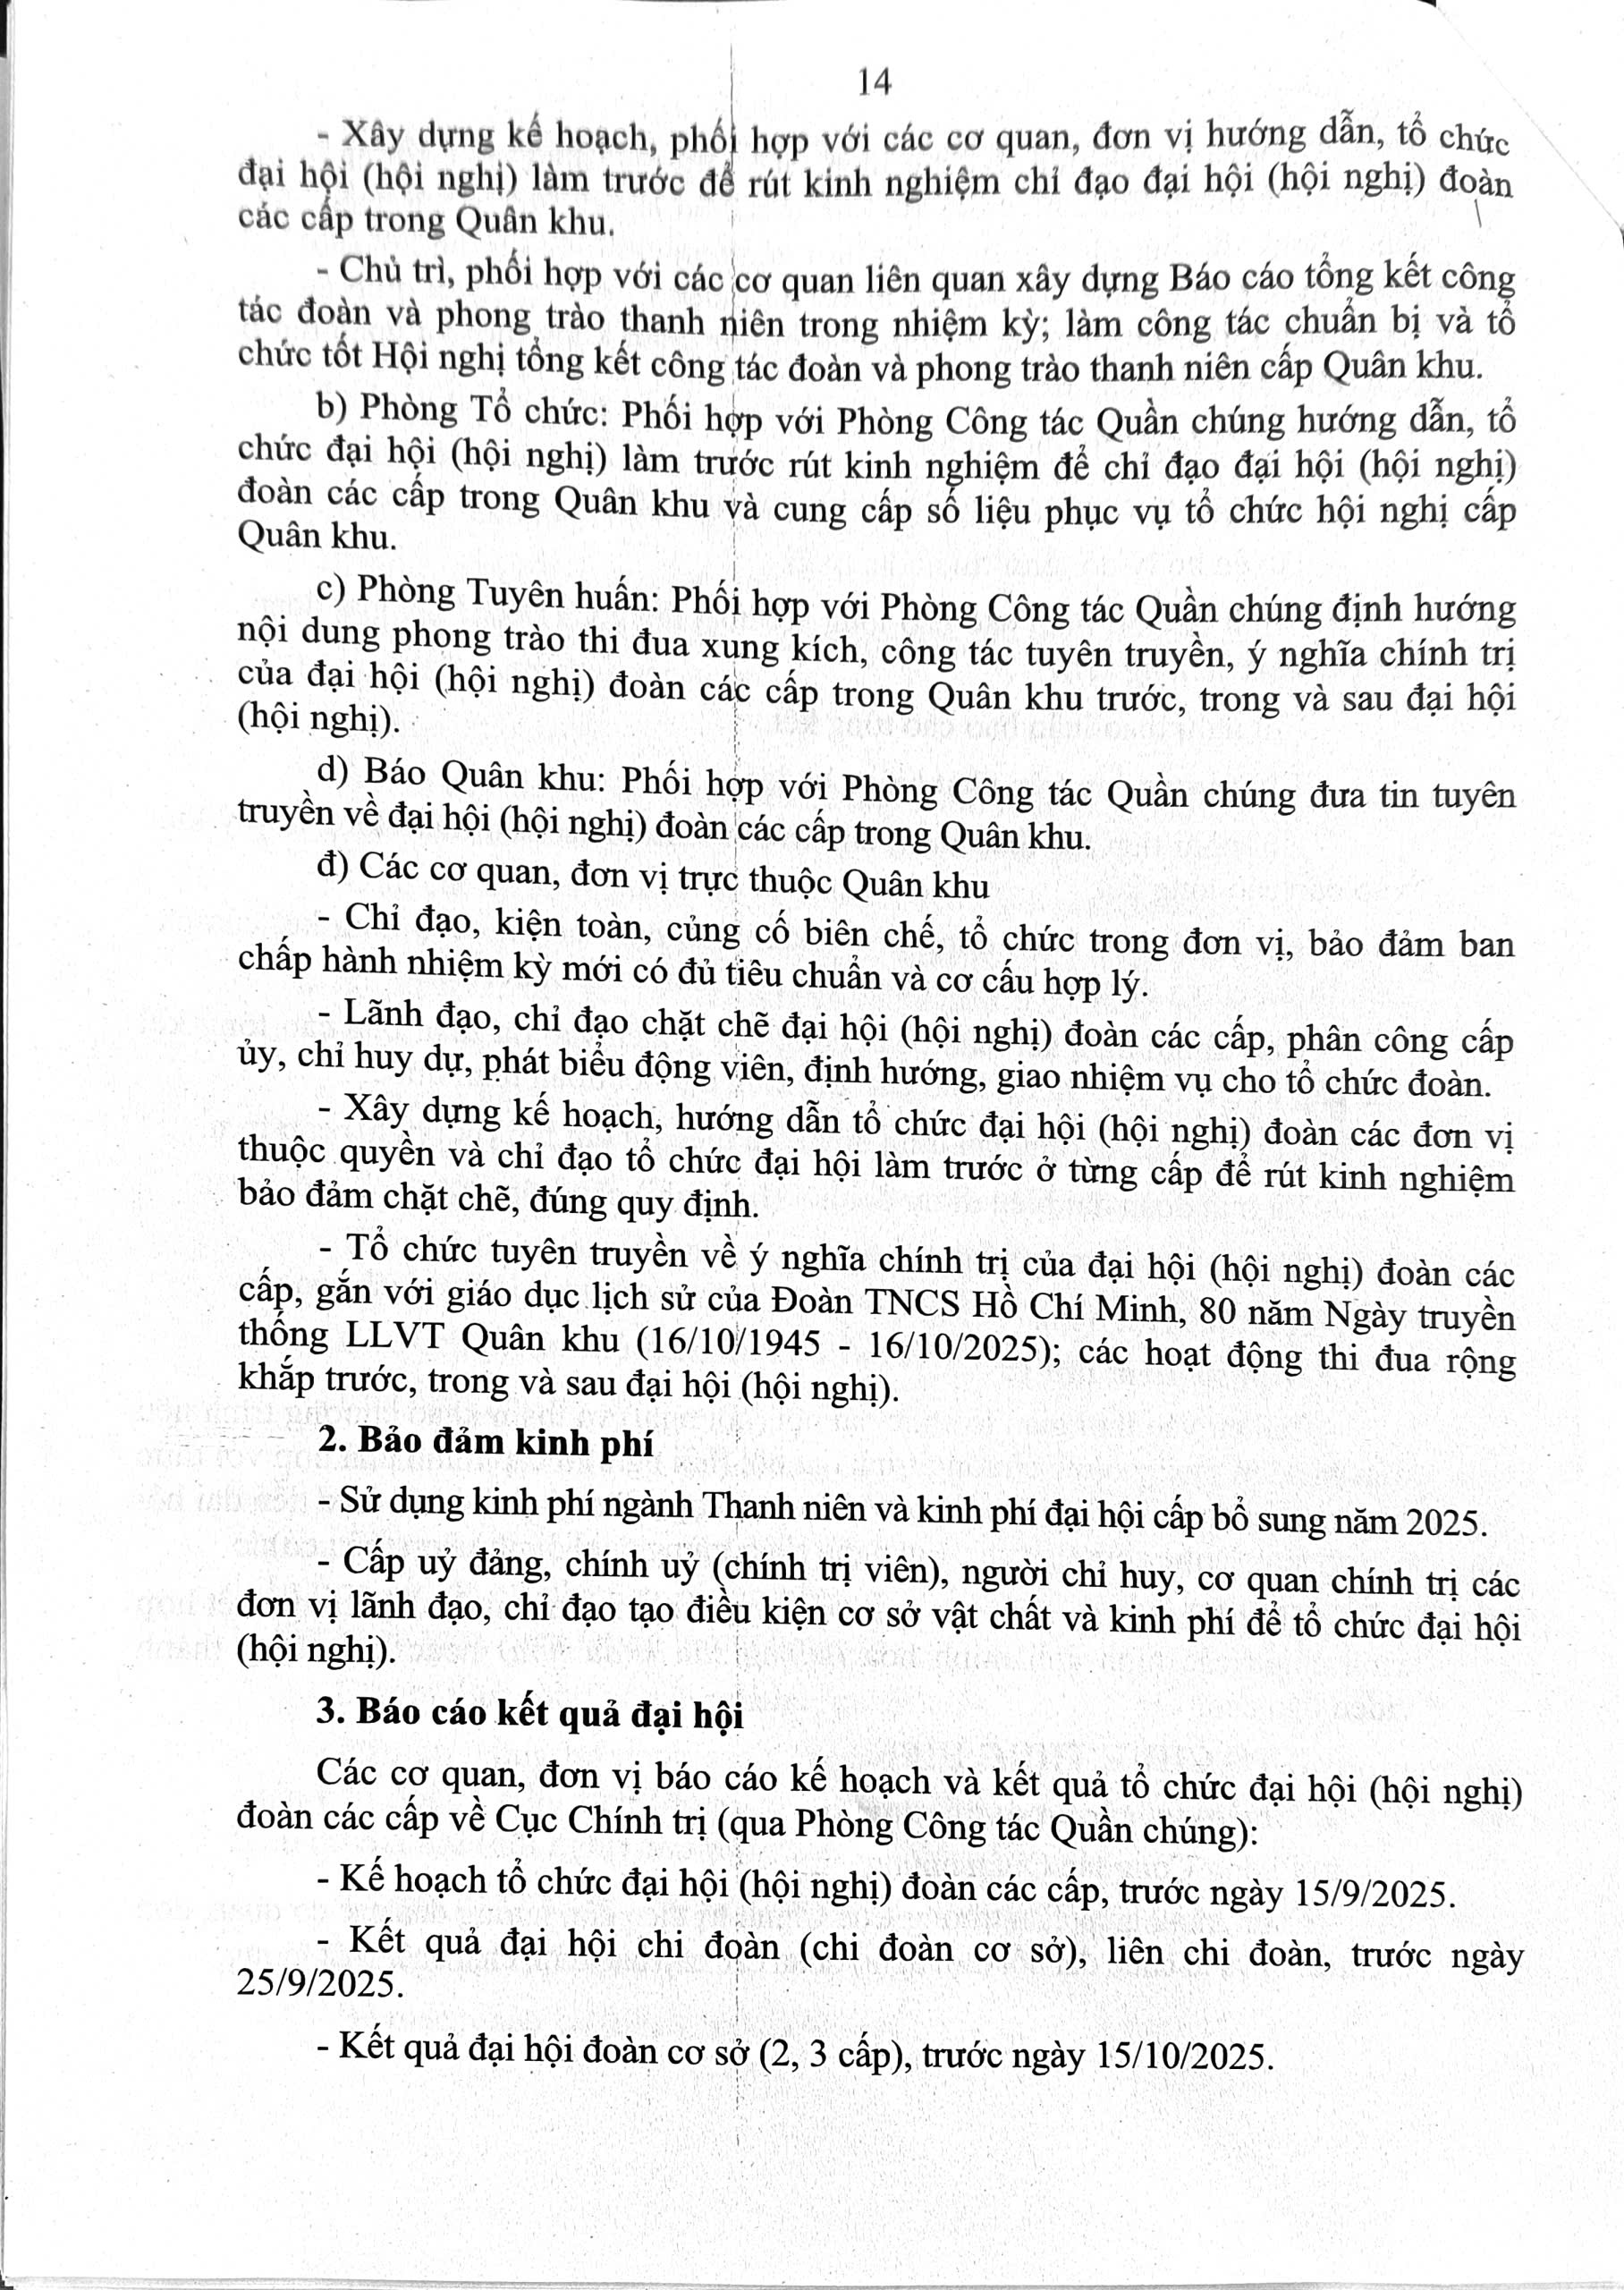 14
- Xây dựng kế hoạch, phối hợp với các cơ quan, đơn vị hướng dẫn, tổ chức
đại hội (hội nghị) làm trước để rút kinh nghiệm chỉ đạo đại hội (hội nghị) đoàn
các cấp trong Quân khu.
- Chủ trì, phối hợp với các cơ quan liên quan xây dựng Báo cáo tổng kết công
tác đoàn và phong trào thanh niên trong nhiệm kỳ; làm công tác chuẩn bị và tổ
chức tốt Hội nghị tổng kết công tác đoàn và phong trào thanh niên cấp Quân khu.
b) Phòng Tổ chức: Phối hợp với Phòng Công tác Quần chúng hướng dẫn, tổ
chức đại hội (hội nghị) làm trước rút kinh nghiệm để chỉ đạo đại hội (hội nghị)
đoàn các cấp trong Quân khu và cung cấp số liệu phục vụ tổ chức hội nghị cấp
Quân khu.
c) Phòng Tuyên huấn: Phối hợp với Phòng Công tác Quần chúng định hướng
nội dung phong trào thi đua xung kích, công tác tuyên truyền, ý nghĩa chính trị
của đại hội (hội nghị) đoàn các cấp trong Quân khu trước, trong và sau đại hội
(hội nghị).
d) Báo Quân khu: Phối hợp với Phòng Công tác Quần chúng đưa tin tuyên
truyền về đại hội (hội nghị) đoàn các cấp trong Quân khu.
đ) Các cơ quan, đơn vị trực thuộc Quân khu
- Chỉ đạo, kiện toàn, củng cố biên chế, tổ chức trong đơn vị, bảo đảm ban
chấp hành nhiệm kỳ mới có đủ tiêu chuẩn và cơ cấu hợp lý.
- Lãnh đạo, chỉ đạo chặt chẽ đại hội (hội nghị) đoàn các cấp, phân công cấp
ủy, chỉ huy dự, phát biểu động viên, định hướng, giao nhiệm vụ cho tổ chức đoàn.
- Xây dựng kế hoạch, hướng dẫn tổ chức đại hội (hội nghị) đoàn các đơn vị
thuộc quyền và chỉ đạo tổ chức đại hội làm trước ở từng cấp để rút kinh nghiệm
bảo đảm chặt chẽ, đúng quy định.
- Tổ chức tuyên truyền về ý nghĩa chính trị của đại hội (hội nghị) đoàn các
cấp, gắn với giáo dục lịch sử của Đoàn TNCS Hồ Chí Minh, 80 năm Ngày truyền
thống LLVT Quân khu (16/10/1945 - 16/10/2025); các hoạt động thi đua rộng
khắp trước, trong và sau đại hội (hội nghị).
2. Bảo đảm kinh phí
- Sử dụng kinh phí ngành Thanh niên và kinh phí đại hội cấp bổ sung năm 2025.
- Cấp uỷ đảng, chính uỷ (chính trị viên), người chỉ huy, cơ quan chính trị các
đơn vị lãnh đạo, chỉ đạo tạo điều kiện cơ sở vật chất và kinh phí để tổ chức đại hội
(hội nghị).
3. Báo cáo kết quả đại hội
Các cơ quan, đơn vị báo cáo kế hoạch và kết quả tổ chức đại hội (hội nghị)
đoàn các cấp về Cục Chính trị (qua Phòng Công tác Quần chúng):
- Kế hoạch tổ chức đại hội (hội nghị) đoàn các cấp, trước ngày 15/9/2025.
- Kết quả đại hội chi đoàn (chi đoàn cơ sở), liên chi đoàn, trước ngày
25/9/2025.
- Kết quả đại hội đoàn cơ sở (2, 3 cấp), trước ngày 15/10/2025.